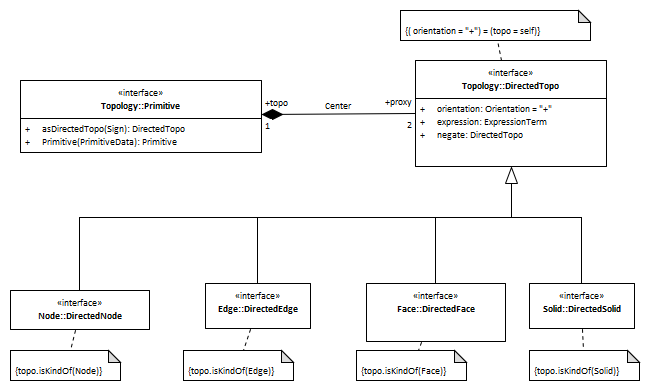 {( orientation = "+") = (topo = self)}
«interface»
Topology::Primitive
+ asDirectedTopo(Sign): DirectedTopo
+ Primitive(PrimitiveData): Primitive
+topo
1
Center
+proxy
2
«interface»
Topology::DirectedTopo
+ orientation: Orientation = "+"
+ expression: ExpressionTerm
+ negate: DirectedTopo
«interface»
Node::DirectedNode
«interface»
Edge::DirectedEdge
«interface»
Face::DirectedFace
«interface»
Solid::DirectedSolid
{topo.isKindOf(Node)}
{topo.isKindOf(Edge)}
{topo.isKindOf(Face)}
{topo.isKindOf(Solid)}